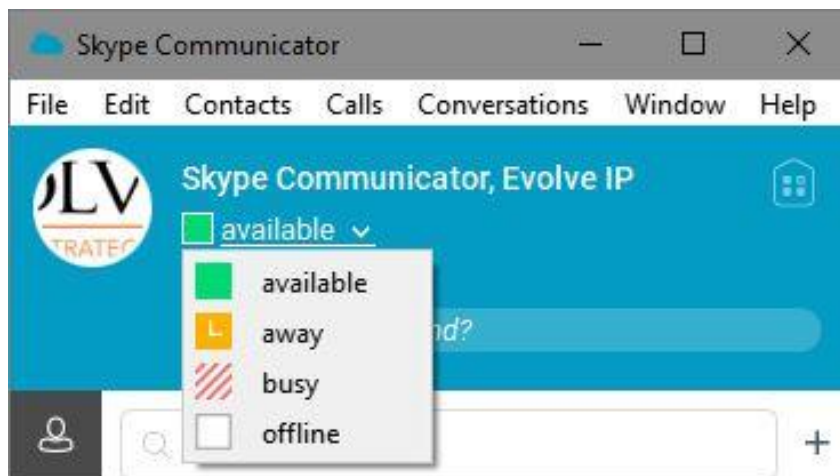 Skype Communicator
File Edit Contacts Calls Conversations Window Help
Skype Communicator, Evolve IP
available
available
away
busy
offline